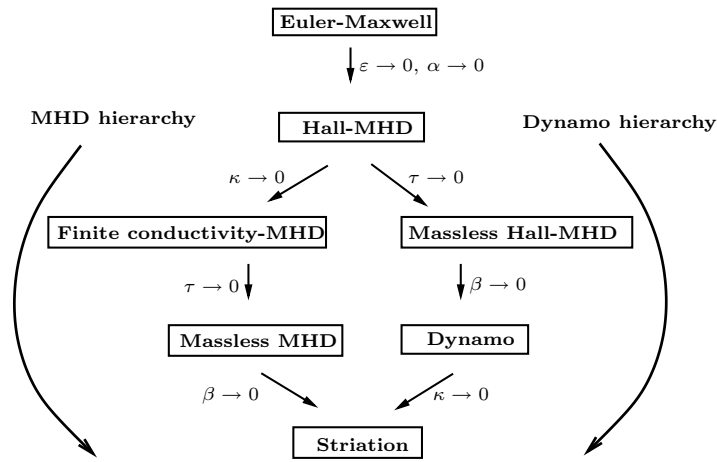 Euler-Maxwell
ε → 0, α → 0
MHD hierarchy
Hall-MHD
Dynamo hierarchy
κ → 0
τ → 0
Finite conductivity-MHD
Massless Hall-MHD
τ → 0
β → 0
Massless MHD
Dynamo
β → 0
κ → 0
Striation